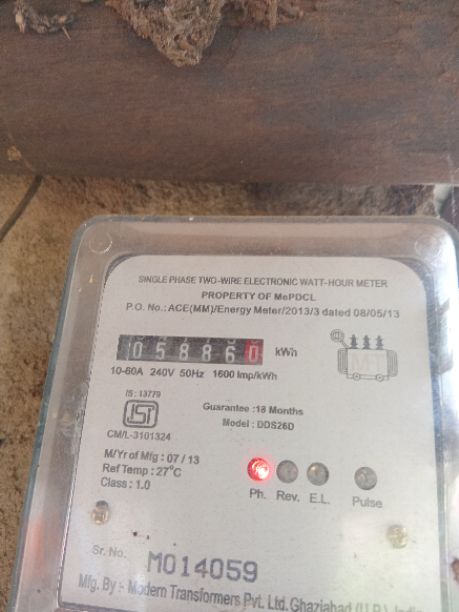 SINGLE PHASE TWO-WIRE ELECTRONIC WATT-HOUR METER
PROPERTY OF MePDCL
P.O. No.: ACE(MM)/Energy Meter/2013/3 dated 08/05/13
058860 kWh
10-60A 240V 50Hz 1600 Imp/kWh
IS : 13779
Guarantee :18 Months
Model : DDS26D
ISI
CM/L-3101324
M/Yr of Mfg : 07 / 13
Ref Temp : 27°C
Class : 1.0
Ph. Rev. E.L. Pulse
Sr. No. M014059
Mfg. By :- Modern Transformers Pvt. Ltd. Ghaziabad (U.P.)